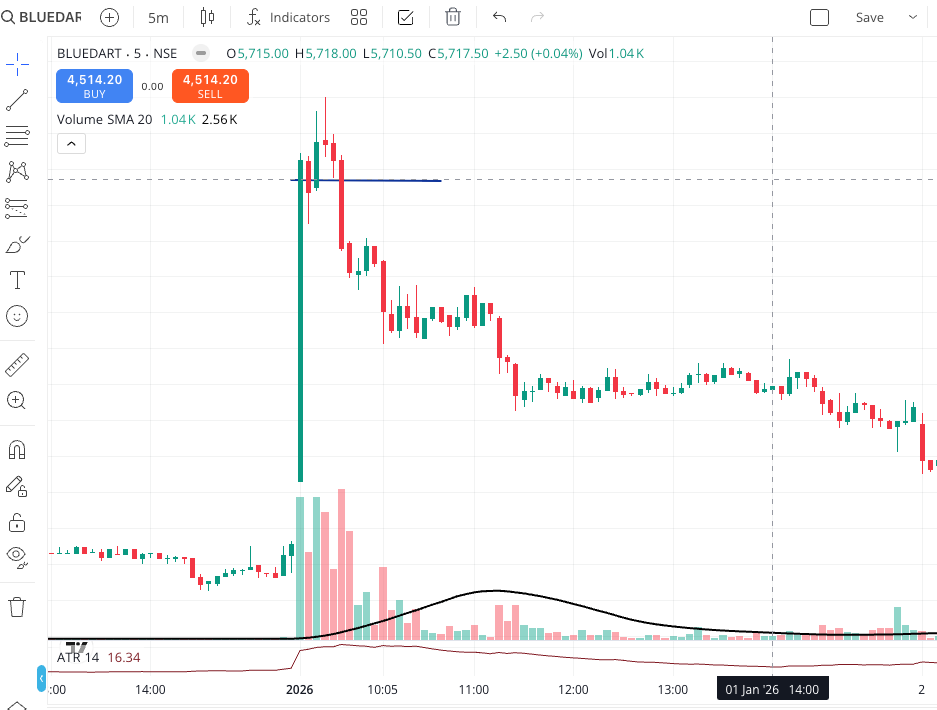 BLUEDAR
5m
Indicators
Save
BLUEDART · 5 · NSE O5,715.00 H5,718.00 L5,710.50 C5,717.50 +2.50 (+0.04%) Vol1.04K
4,514.20 BUY
0.00
4,514.20 SELL
Volume SMA 20 1.04K 2.56K
T
ATR 14 16.34
:00 14:00 2026 10:05 11:00 12:00 13:00 01 Jan '26 14:00 2